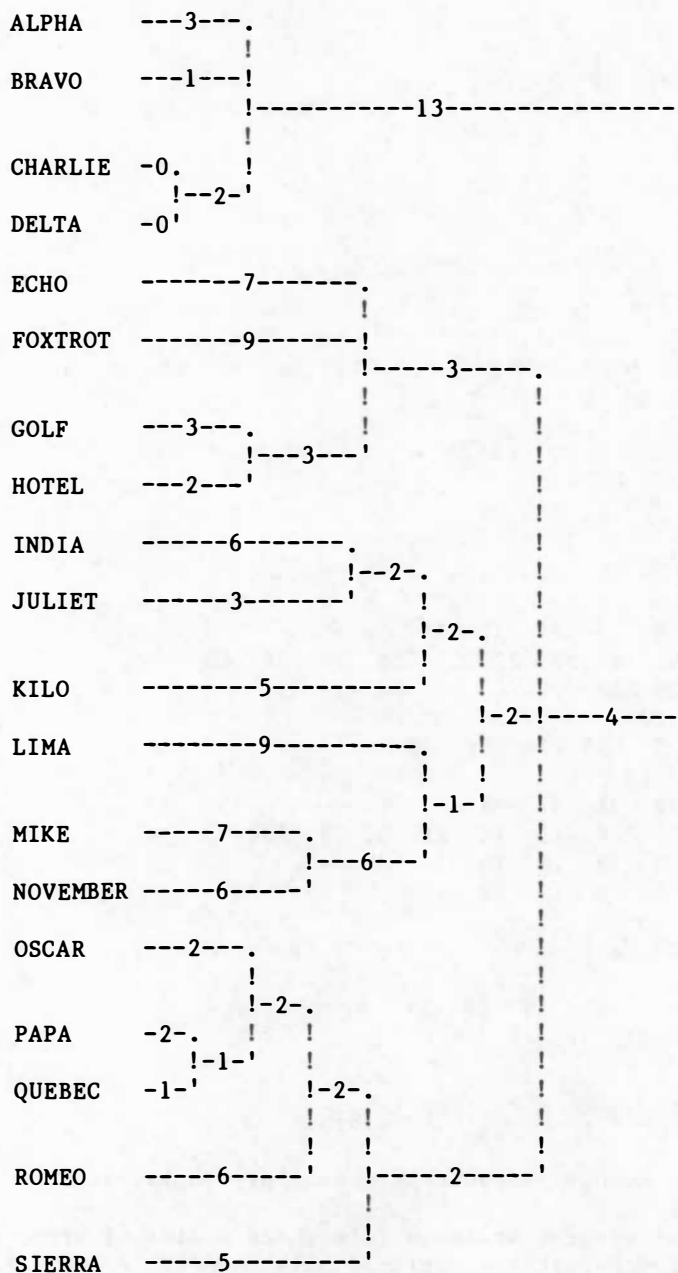 ALPHA ---3---.
!
BRAVO ---1---!
!-----------13-----------------
!
CHARLIE -0. !
!--2-'
DELTA -0'
ECHO -------7-------.
!
FOXTROT -------9-------!
!-----3-----.
! !
GOLF ---3---. ! !
!---3---' !
HOTEL ---2---' !
INDIA ------6-------. !
!--2-. !
JULIET ------3-------' ! !
!-2-. !
! ! !
KILO --------5----------' ! !
!-2-!----4-----
LIMA --------9----------. ! !
! ! !
!-1-' !
MIKE -----7-----. ! !
!---6---' !
NOVEMBER -----6-----' !
OSCAR ---2---. !
! !
!-2-. !
PAPA -2-. ! ! !
!-1-' ! !
QUEBEC -1-' !-2-. !
! ! !
! ! !
ROMEO -----6-----' !-----2-----'
!
!
SIERRA -----5---------'